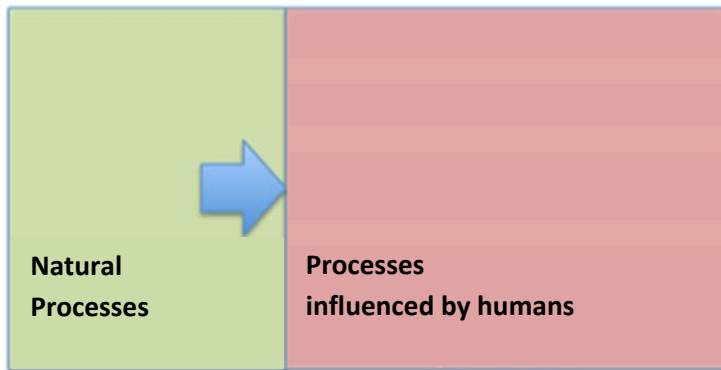 Natural
Processes
Processes
influenced by humans